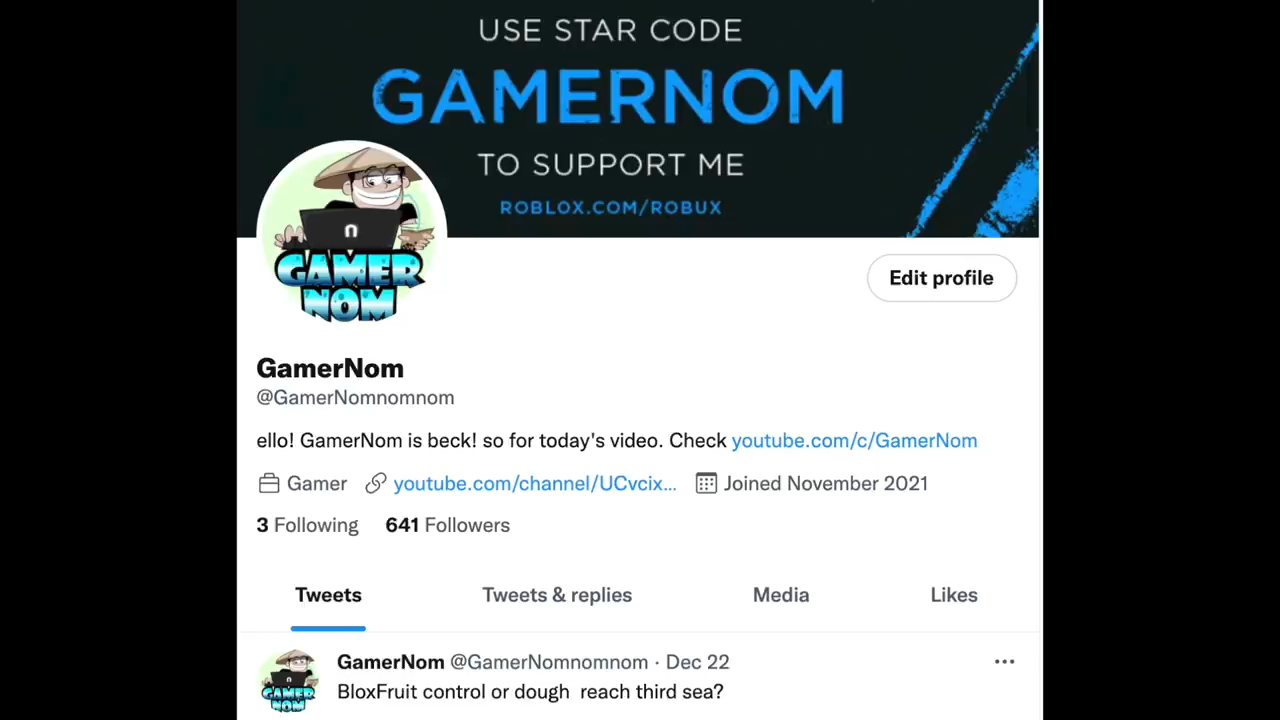 USE STAR CODE
GAMERNOM
TO SUPPORT ME
ROBLOX.COM/ROBUX
n
GAMER
NOM
Edit profile
GamerNom
@GamerNomnomnom
ello! GamerNom is beck! so for today's video. Check youtube.com/c/GamerNom
Gamer youtube.com/channel/UCvcix... Joined November 2021
3 Following 641 Followers
Tweets Tweets & replies Media Likes
GamerNom @GamerNomnomnom · Dec 22 ...
BloxFruit control or dough reach third sea?
n
GAMER
NOM